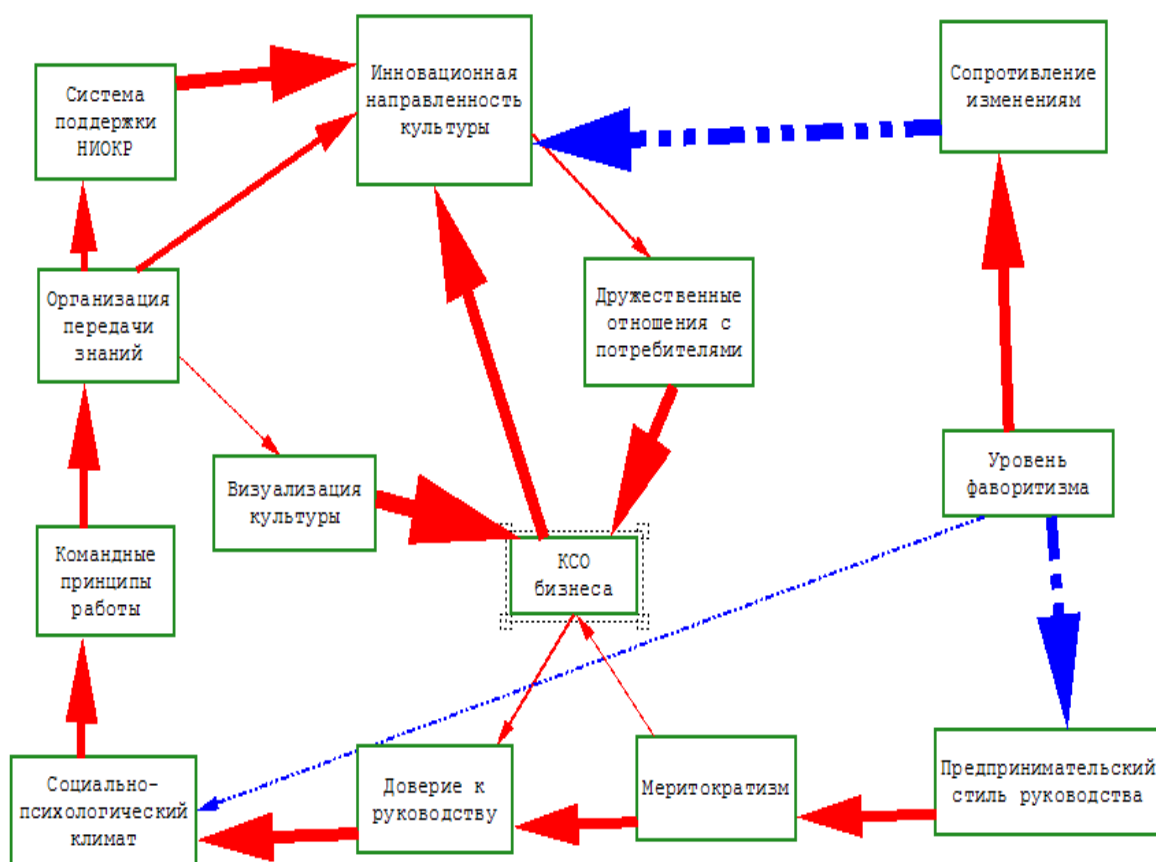 Инновационная
направленность
культуры
Сопротивление
изменениям
Система
поддержки
НИОКР
Организация
передачи
знаний
Дружественные
отношения с
потребителями
Визуализация
культуры
Уровень
фаворитизма
Командные
принципы
работы
КСО
бизнеса
Социально-
психологический
климат
Доверие к
руководству
Меритократизм
Предпринимательский
стиль руководства